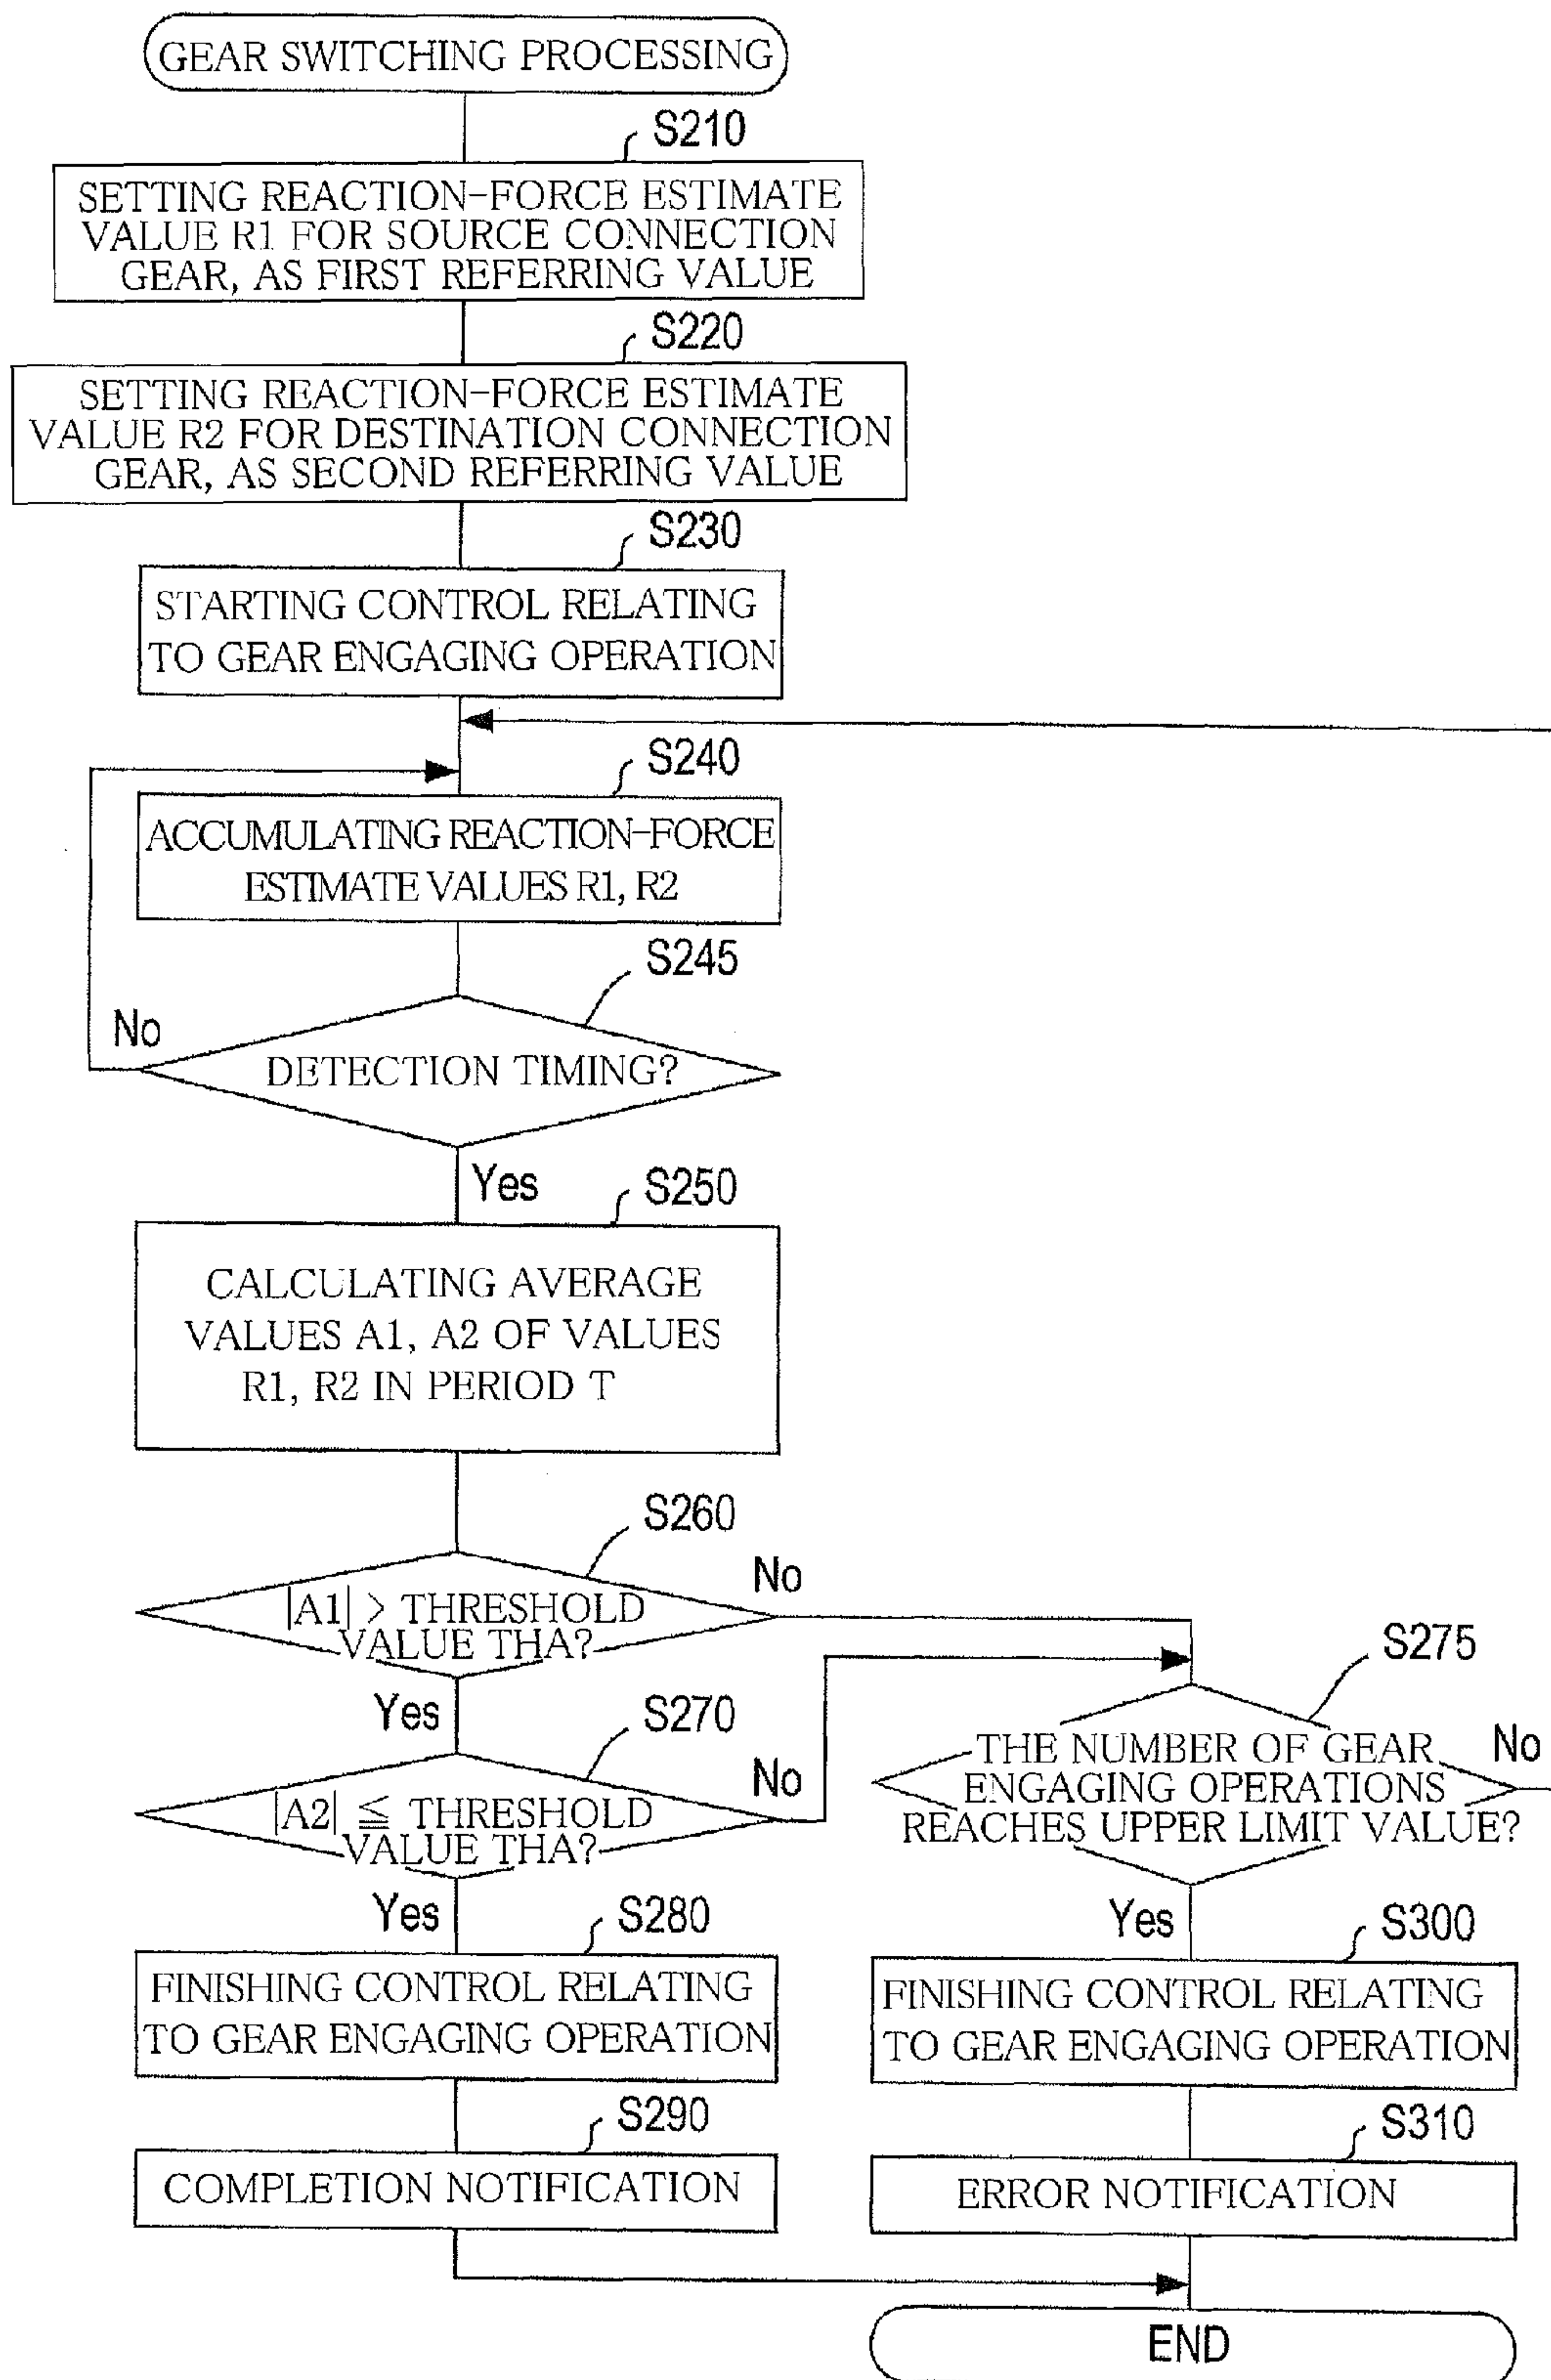 GEAR SWITCHING PROCESSING
S210
SETTING REACTION-FORCE ESTIMATE
VALUE R1 FOR SOURCE CONNECTION
GEAR, AS FIRST REFERRING VALUE
S220
SETTING REACTION-FORCE ESTIMATE
VALUE R2 FOR DESTINATION CONNECTION
GEAR, AS SECOND REFERRING VALUE
S230
STARTING CONTROL RELATING
TO GEAR ENGAGING OPERATION
S240
ACCUMULATING REACTION-FORCE
ESTIMATE VALUES R1, R2
S245
No
DETECTION TIMING?
Yes
S250
CALCULATING AVERAGE
VALUES A1, A2 OF VALUES
R1, R2 IN PERIOD T
S260
No
|A1| > THRESHOLD
VALUE THA?
Yes
S270
No
|A2| ≦ THRESHOLD
VALUE THA?
Yes
S275
THE NUMBER OF GEAR
ENGAGING OPERATIONS
REACHES UPPER LIMIT VALUE?
No
Yes
S280
FINISHING CONTROL RELATING
TO GEAR ENGAGING OPERATION
S290
COMPLETION NOTIFICATION
S300
FINISHING CONTROL RELATING
TO GEAR ENGAGING OPERATION
S310
ERROR NOTIFICATION
END